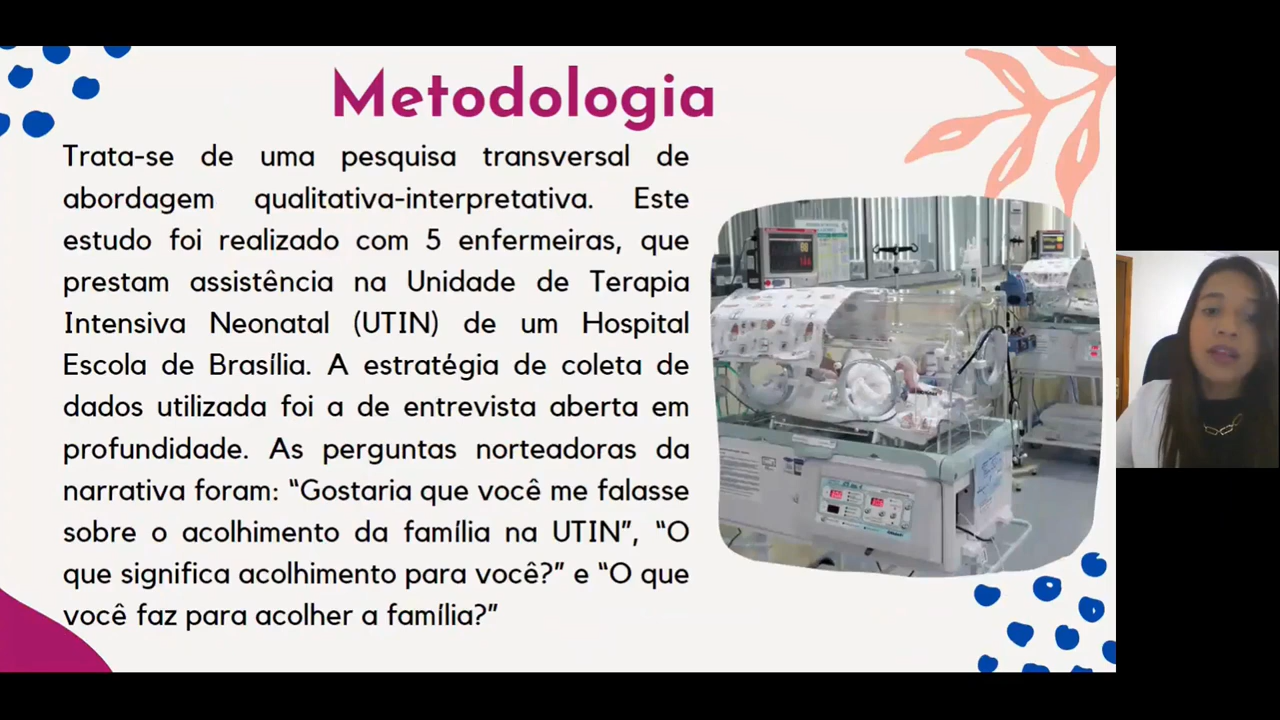 Metodologia
Trata-se de uma pesquisa transversal de
abordagem qualitativa-interpretativa. Este
estudo foi realizado com 5 enfermeiras, que
prestam assistência na Unidade de Terapia
Intensiva Neonatal (UTIN) de um Hospital
Escola de Brasília. A estratégia de coleta de
dados utilizada foi a de entrevista aberta em
profundidade. As perguntas norteadoras da
narrativa foram: “Gostaria que você me falasse
sobre o acolhimento da família na UTIN”, “O
que significa acolhimento para você?” e “O que
você faz para acolher a família?”